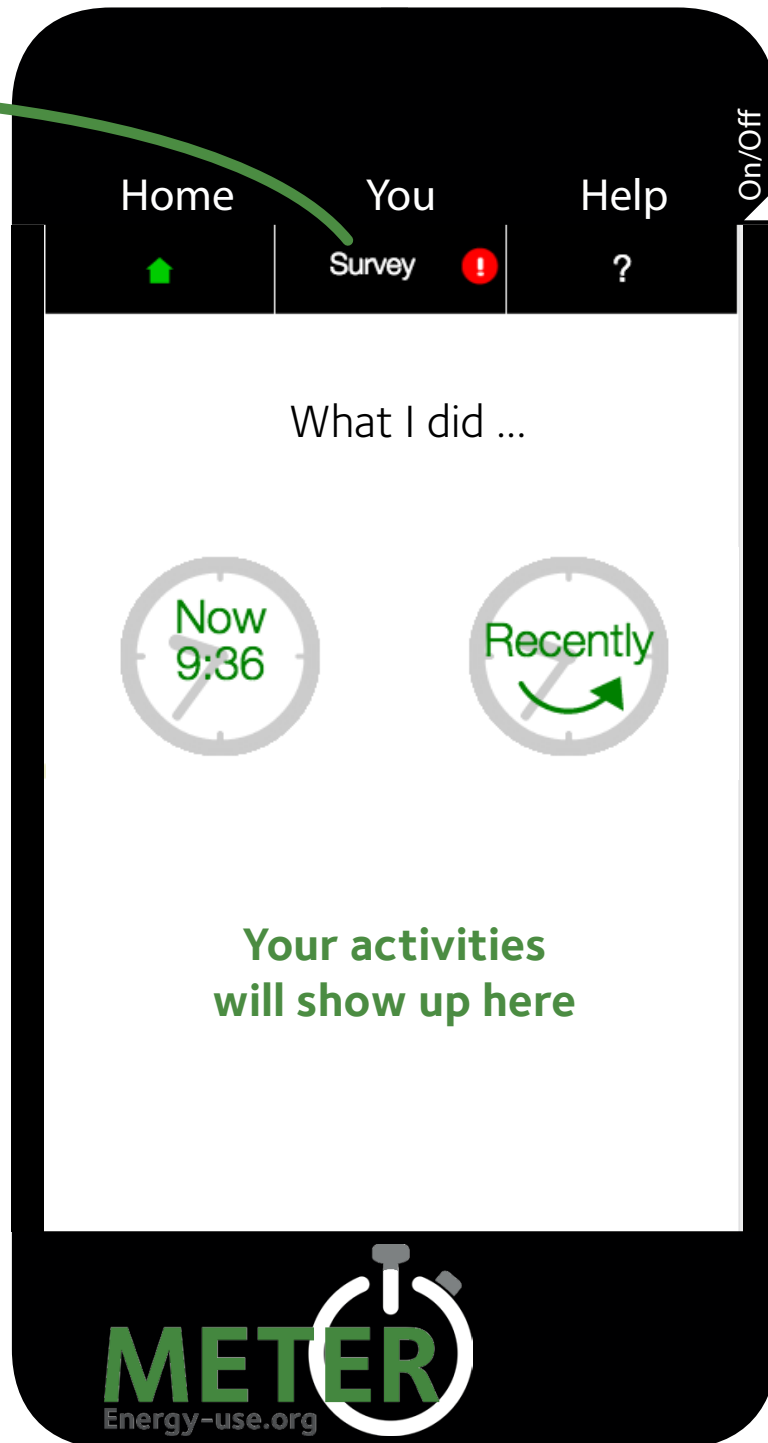 On/Off
Home You Help
Survey ! ?
What I did ...
Now
9:36
Recently
Your activities
will show up here
METER
Energy-use.org